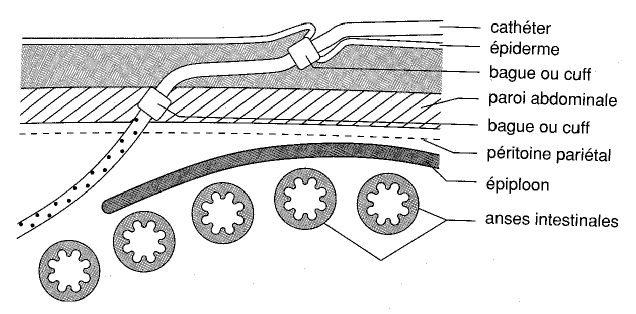 cathéter
épiderme
bague ou cuff
paroi abdominale
bague ou cuff
péritoine pariétal
épiploon
anses intestinales